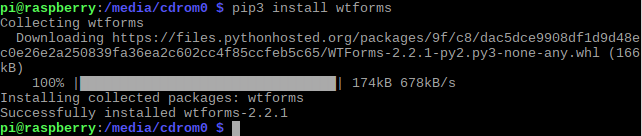 pi@raspberry:/media/cdrom0 $ pip3 install wtforms
Collecting wtforms
  Downloading https://files.pythonhosted.org/packages/9f/c8/dac5dce9908df1d9d48e
c0e26e2a250839fa36ea2c602cc4f85ccfeb5c65/WTForms-2.2.1-py2.py3-none-any.whl (166
kB)
    100% |████████████████████████████████| 174kB 678kB/s
Installing collected packages: wtforms
Successfully installed wtforms-2.2.1
pi@raspberry:/media/cdrom0 $